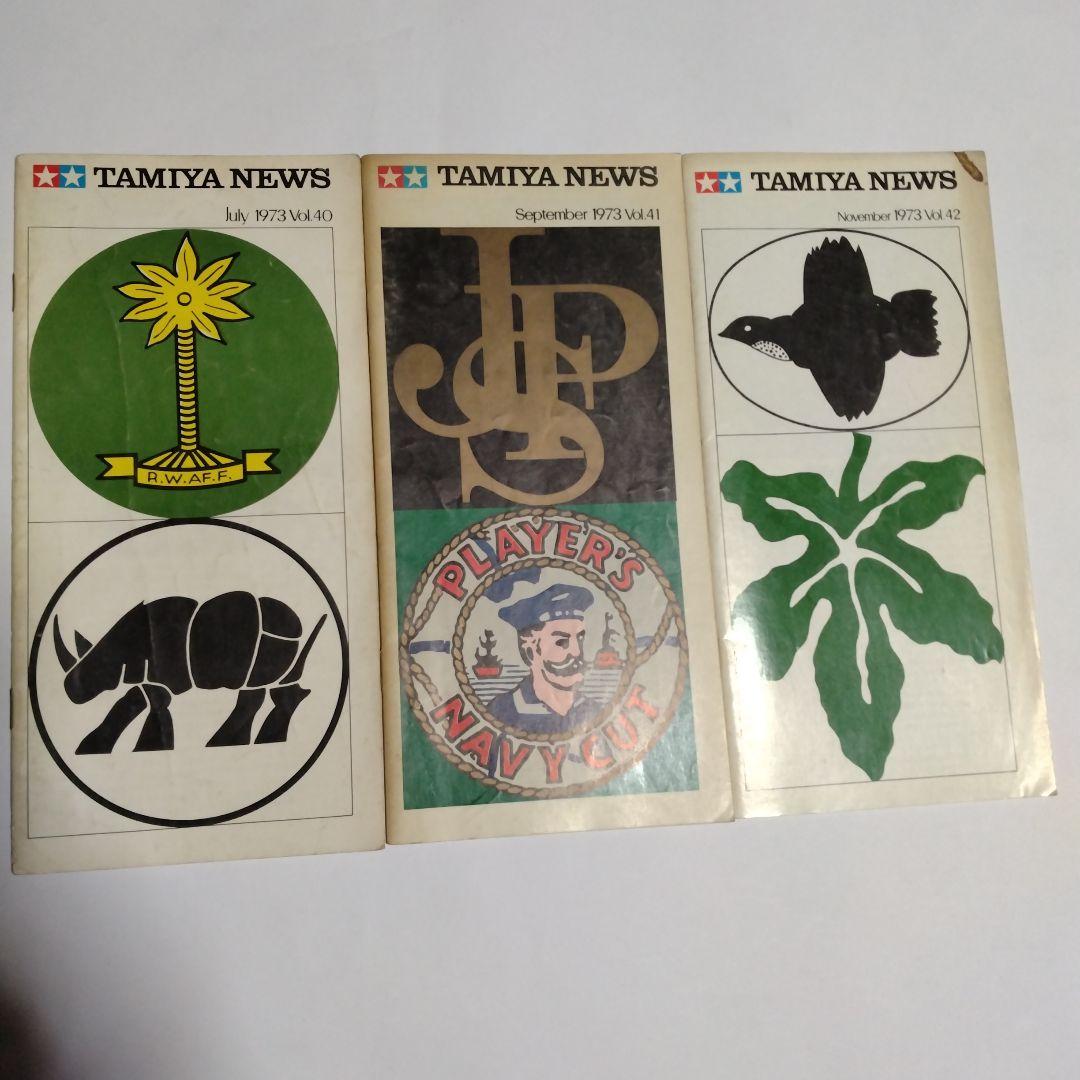 TAMIYA NEWS
July 1973 Vol.40
R.W.AF.F.
TAMIYA NEWS
September 1973 Vol.41
JPS
PLAYER'S
NAVY CUT
TAMIYA NEWS
November 1973 Vol.42